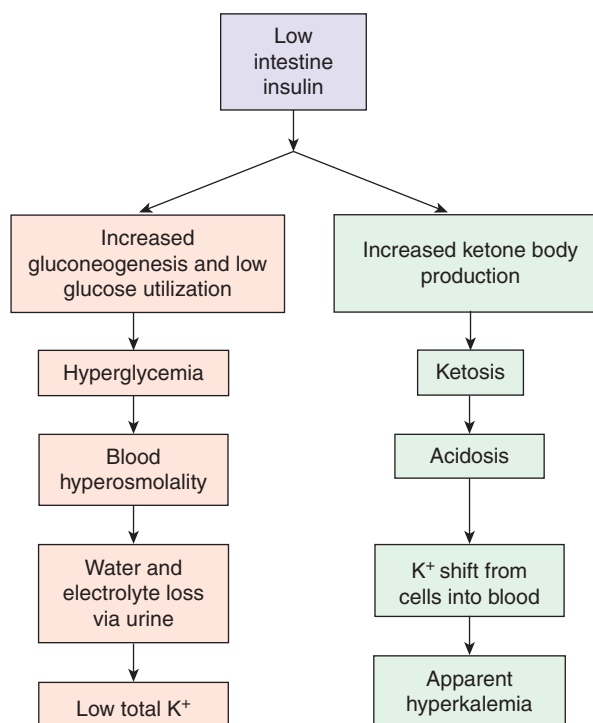 Low
intestine
insulin
Increased
gluconeogenesis and low
glucose utilization
Hyperglycemia
Blood
hyperosmolality
Water and
electrolyte loss
via urine
Low total K⁺
Increased ketone body
production
Ketosis
Acidosis
K⁺ shift from
cells into blood
Apparent
hyperkalemia